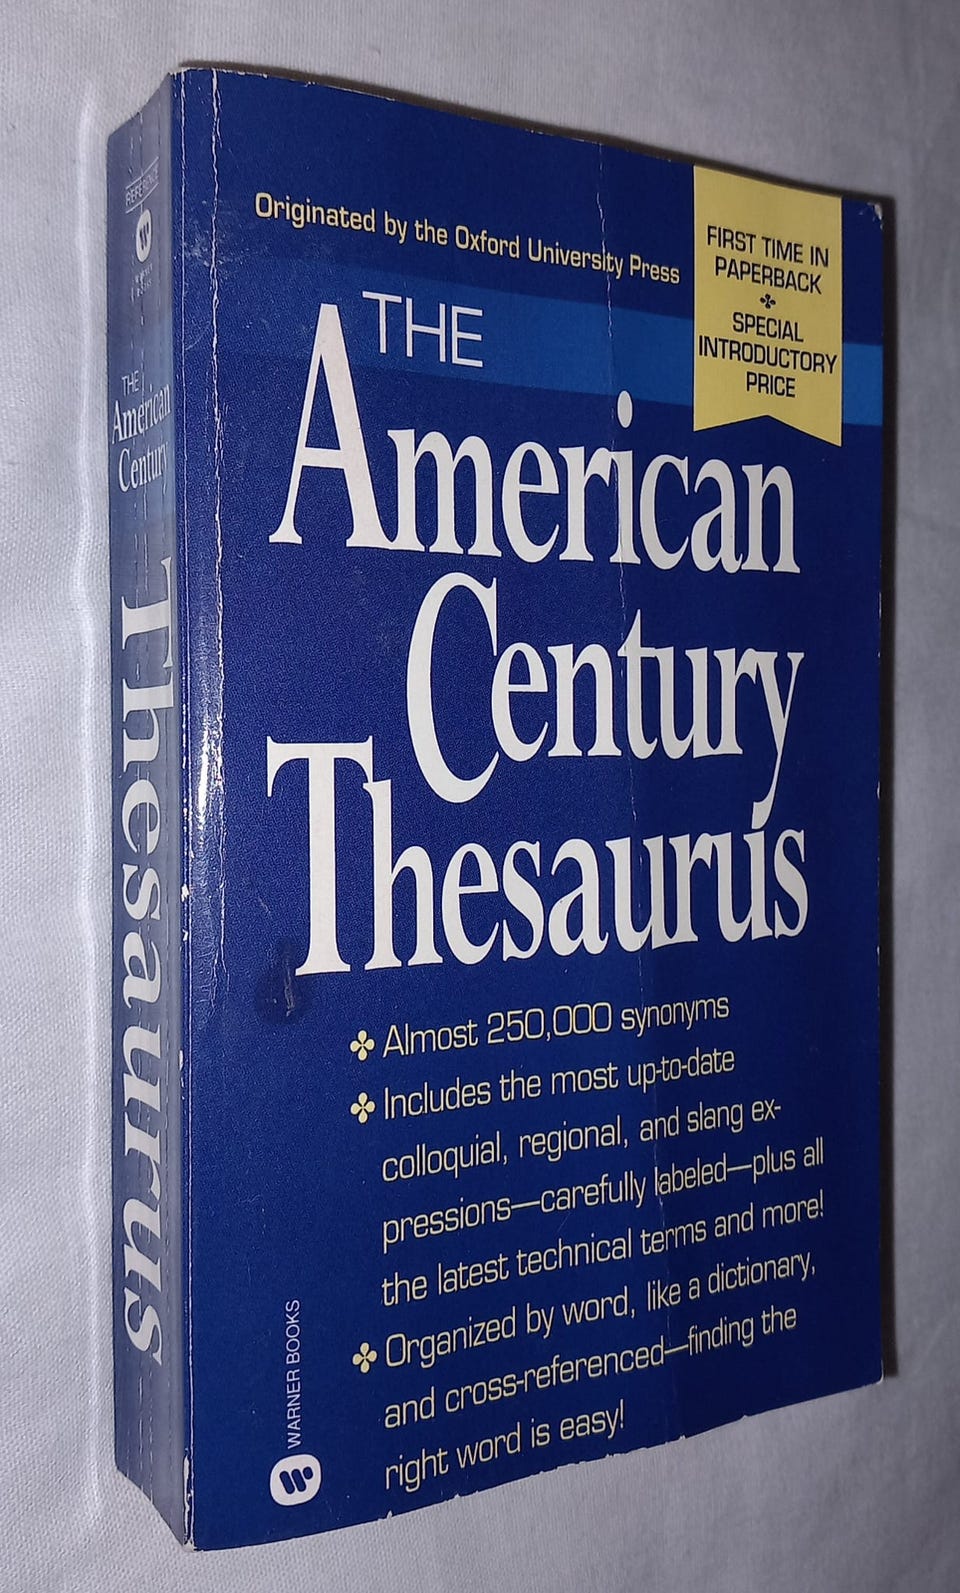 REFERENCE
THE
American
Century
Thesaurus
Originated by the Oxford University Press
FIRST TIME IN
PAPERBACK
SPECIAL
INTRODUCTORY
PRICE
THE
American
Century
Thesaurus
Almost 250,000 synonyms
Includes the most up-to-date
colloquial, regional, and slang ex-
pressions—carefully labeled—plus all
the latest technical terms and more!
Organized by word, like a dictionary,
and cross-referenced—finding the
right word is easy!
WARNER BOOKS